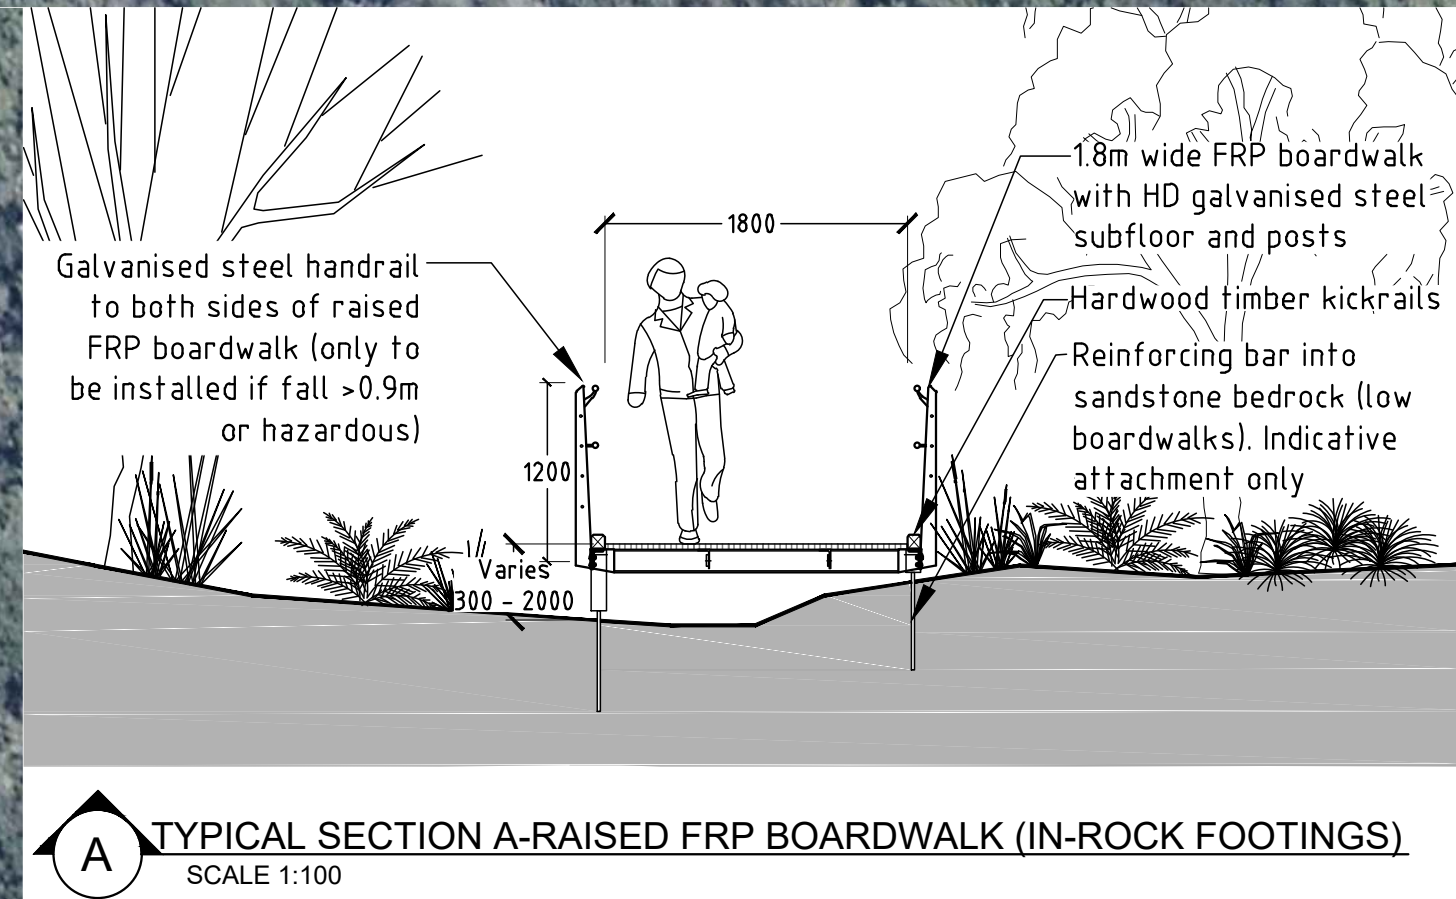 1800
Galvanised steel handrail
to both sides of raised
FRP boardwalk (only to
be installed if fall >0.9m
or hazardous)
1.8m wide FRP boardwalk
with HD galvanised steel
subfloor and posts
Hardwood timber kickrails
Reinforcing bar into
sandstone bedrock (low
boardwalks). Indicative
attachment only
1200
Varies
300 - 2000
A
TYPICAL SECTION A-RAISED FRP BOARDWALK (IN-ROCK FOOTINGS)
SCALE 1:100